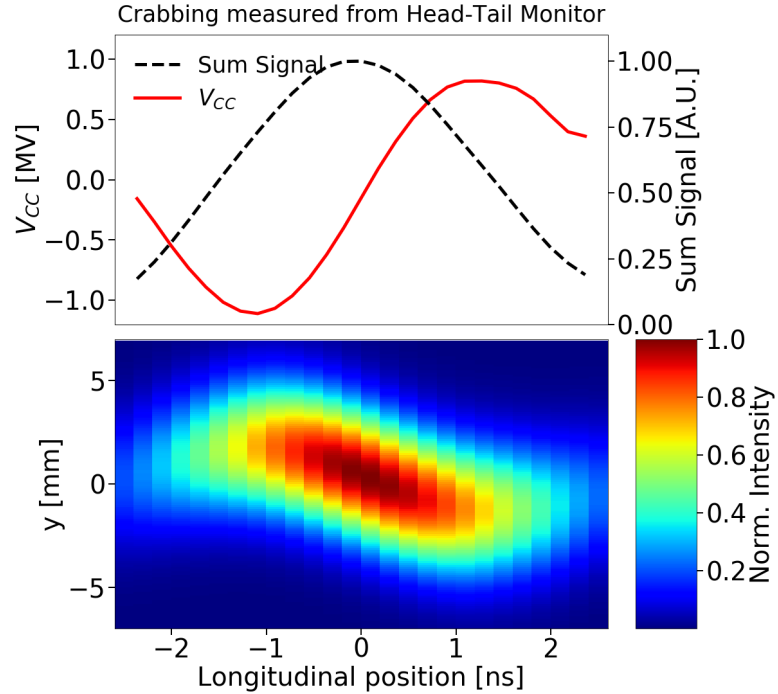 Crabbing measured from Head-Tail Monitor
Sum Signal
V_CC
V_CC [MV]
1.0
0.5
0.0
−0.5
−1.0
1.00
0.75
0.50
0.25
0.00
Sum Signal [A.U.]
y [mm]
5
0
−5
−2
−1
0
1
2
Longitudinal position [ns]
1.0
0.8
0.6
0.4
0.2
Norm. Intensity